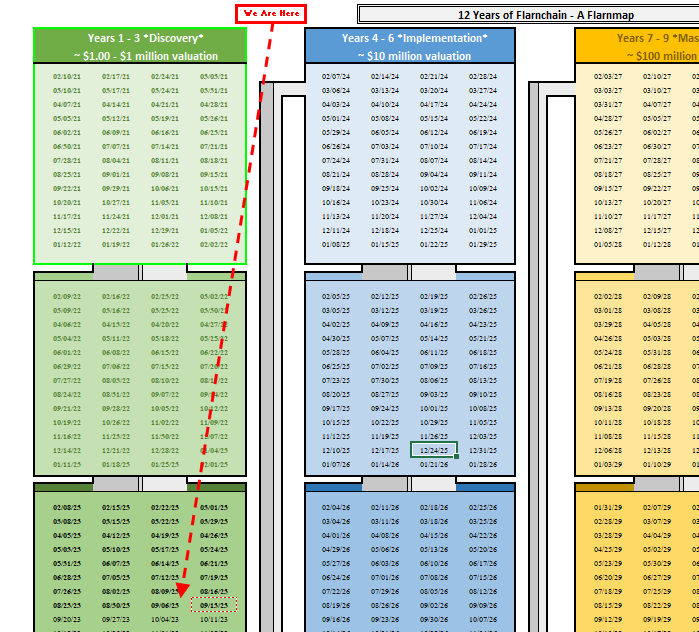 We Are Here
12 Years of Flarnchain - A Flarnmap
Years 1 - 3 *Discovery*
~ $1.00 - $1 million valuation
02/10/21 02/17/21 02/24/21 03/03/21
03/10/21 03/17/21 03/24/21 03/31/21
04/07/21 04/14/21 04/21/21 04/28/21
05/05/21 05/12/21 05/19/21 05/26/21
06/02/21 06/09/21 06/16/21 06/23/21
06/30/21 07/07/21 07/14/21 07/21/21
07/28/21 08/04/21 08/11/21 08/18/21
08/25/21 09/01/21 09/08/21 09/15/21
09/22/21 09/29/21 10/06/21 10/13/21
10/20/21 10/27/21 11/03/21 11/10/21
11/17/21 11/24/21 12/01/21 12/08/21
12/15/21 12/22/21 12/29/21 01/05/22
01/12/22 01/19/22 01/26/22 02/02/22
02/09/22 02/16/22 02/23/22 03/02/22
03/09/22 03/16/22 03/23/22 03/30/22
04/06/22 04/13/22 04/20/22 04/27/22
05/04/22 05/11/22 05/18/22 05/25/22
06/01/22 06/08/22 06/15/22 06/22/22
06/29/22 07/06/22 07/13/22 07/20/22
07/27/22 08/03/22 08/10/22 08/17/22
08/24/22 08/31/22 09/07/22 09/14/22
09/21/22 09/28/22 10/05/22 10/12/22
10/19/22 10/26/22 11/02/22 11/09/22
11/16/22 11/23/22 11/30/22 12/07/22
12/14/22 12/21/22 12/28/22 01/04/23
01/11/23 01/18/23 01/25/23 02/01/23
02/08/23 02/15/23 02/22/23 03/01/23
03/08/23 03/15/23 03/22/23 03/29/23
04/05/23 04/12/23 04/19/23 04/26/23
05/03/23 05/10/23 05/17/23 05/24/23
05/31/23 06/07/23 06/14/23 06/21/23
06/28/23 07/05/23 07/12/23 07/19/23
07/26/23 08/02/23 08/09/23 08/16/23
08/23/23 08/30/23 09/06/23 09/13/23
09/20/23 09/27/23 10/04/23 10/11/23
Years 4 - 6 *Implementation*
~ $10 million valuation
02/07/24 02/14/24 02/21/24 02/28/24
03/06/24 03/13/24 03/20/24 03/27/24
04/03/24 04/10/24 04/17/24 04/24/24
05/01/24 05/08/24 05/15/24 05/22/24
05/29/24 06/05/24 06/12/24 06/19/24
06/26/24 07/03/24 07/10/24 07/17/24
07/24/24 07/31/24 08/07/24 08/14/24
08/21/24 08/28/24 09/04/24 09/11/24
09/18/24 09/25/24 10/02/24 10/09/24
10/16/24 10/23/24 10/30/24 11/06/24
11/13/24 11/20/24 11/27/24 12/04/24
12/11/24 12/18/24 12/25/24 01/01/25
01/08/25 01/15/25 01/22/25 01/29/25
02/05/25 02/12/25 02/19/25 02/26/25
03/05/25 03/12/25 03/19/25 03/26/25
04/02/25 04/09/25 04/16/25 04/23/25
04/30/25 05/07/25 05/14/25 05/21/25
05/28/25 06/04/25 06/11/25 06/18/25
06/25/25 07/02/25 07/09/25 07/16/25
07/23/25 07/30/25 08/06/25 08/13/25
08/20/25 08/27/25 09/03/25 09/10/25
09/17/25 09/24/25 10/01/25 10/08/25
10/15/25 10/22/25 10/29/25 11/05/25
11/12/25 11/19/25 11/26/25 12/03/25
12/10/25 12/17/25 12/24/25 12/31/25
01/07/26 01/14/26 01/21/26 01/28/26
02/04/26 02/11/26 02/18/26 02/25/26
03/04/26 03/11/26 03/18/26 03/25/26
04/01/26 04/08/26 04/15/26 04/22/26
04/29/26 05/06/26 05/13/26 05/20/26
05/27/26 06/03/26 06/10/26 06/17/26
06/24/26 07/01/26 07/08/26 07/15/26
07/22/26 07/29/26 08/05/26 08/12/26
08/19/26 08/26/26 09/02/26 09/09/26
09/16/26 09/23/26 09/30/26 10/07/26
Years 7 - 9 *Mas
~ $100 million
02/03/27 02/10/27
03/03/27 03/10/27
03/31/27 04/07/27
04/28/27 05/05/27
05/26/27 06/02/27
06/23/27 06/30/27
07/21/27 07/28/27
08/18/27 08/25/27
09/15/27 09/22/27
10/13/27 10/20/27
11/10/27 11/17/27
12/08/27 12/15/27
01/05/28 01/12/28
02/02/28 02/09/28
03/01/28 03/08/28
03/29/28 04/05/28
04/26/28 05/03/28
05/24/28 05/31/28
06/21/28 06/28/28
07/19/28 07/26/28
08/16/28 08/23/28
09/13/28 09/20/28
10/11/28 10/18/28
11/08/28 11/15/28
12/06/28 12/13/28
01/03/29 01/10/29
01/31/29 02/07/29
02/28/29 03/07/29
03/28/29 04/04/29
04/25/29 05/02/29
05/23/29 05/30/29
06/20/29 06/27/29
07/18/29 07/25/29
08/15/29 08/22/29
09/12/29 09/19/29